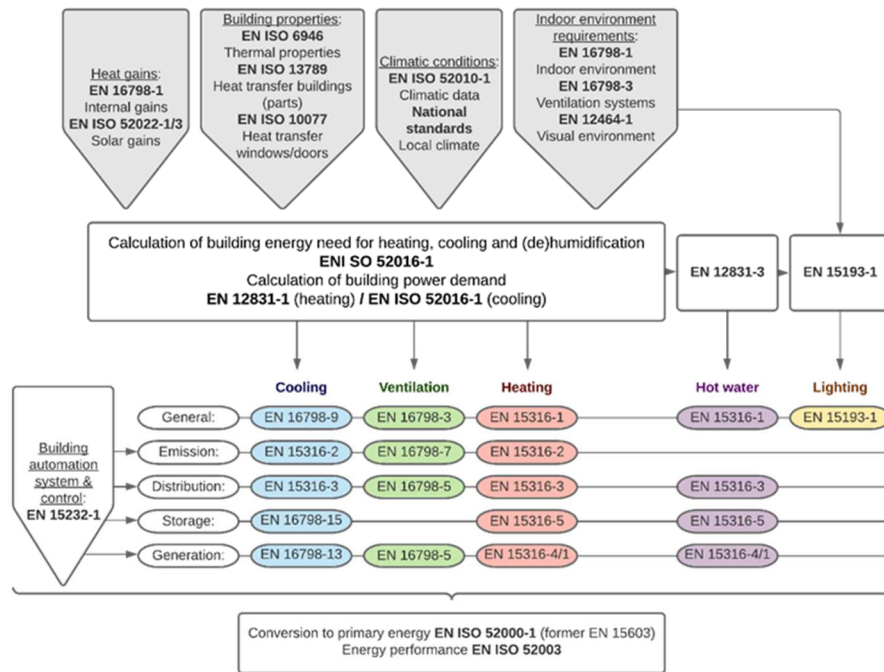 Heat gains:
EN 16798-1
Internal gains
EN ISO 52022-1/3
Solar gains
Building properties:
EN ISO 6946
Thermal properties
EN ISO 13789
Heat transfer buildings
(parts)
EN ISO 10077
Heat transfer
windows/doors
Climatic conditions:
EN ISO 52010-1
Climatic data
National
standards
Local climate
Indoor environment
requirements:
EN 16798-1
Indoor environment
EN 16798-3
Ventilation systems
EN 12464-1
Visual environment
Calculation of building energy need for heating, cooling and (de)humidification
ENI SO 52016-1
Calculation of building power demand
EN 12831-1 (heating) / EN ISO 52016-1 (cooling)
EN 12831-3
EN 15193-1
Cooling Ventilation Heating Hot water Lighting
General: EN 16798-9 EN 16798-3 EN 15316-1 EN 15316-1 EN 15193-1
Building
automation
system &
control:
EN 15232-1
Emission: EN 15316-2 EN 16798-7 EN 15316-2
Distribution: EN 15316-3 EN 16798-5 EN 15316-3 EN 15316-3
Storage: EN 16798-15 EN 15316-5 EN 15316-5
Generation: EN 16798-13 EN 16798-5 EN 15316-4/1 EN 15316-4/1
Conversion to primary energy EN ISO 52000-1 (former EN 15603)
Energy performance EN ISO 52003